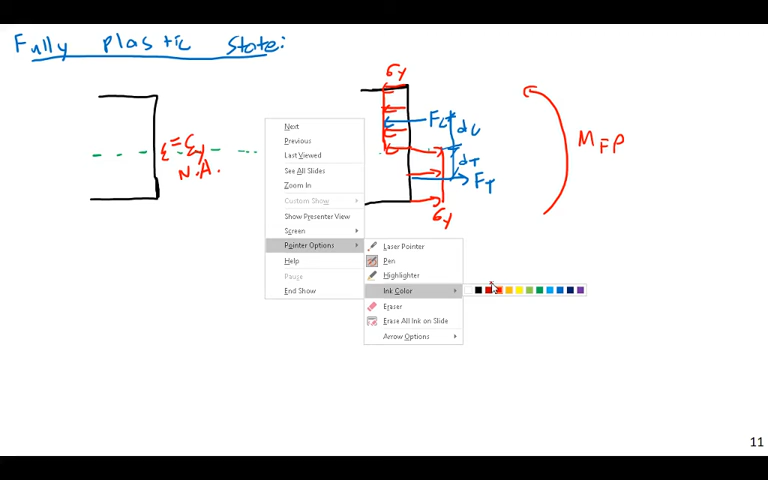 Fully plastic state:
σy
FC
dC
MFP
ε = εy
N.A.
dT
FT
σy
Next
Previous
Last Viewed
See All Slides
Zoom In
Custom Show
Show Presenter View
Screen
Pointer Options
Help
Pause
End Show
Laser Pointer
Pen
Highlighter
Ink Color
Eraser
Erase All Ink on Slide
Arrow Options
11